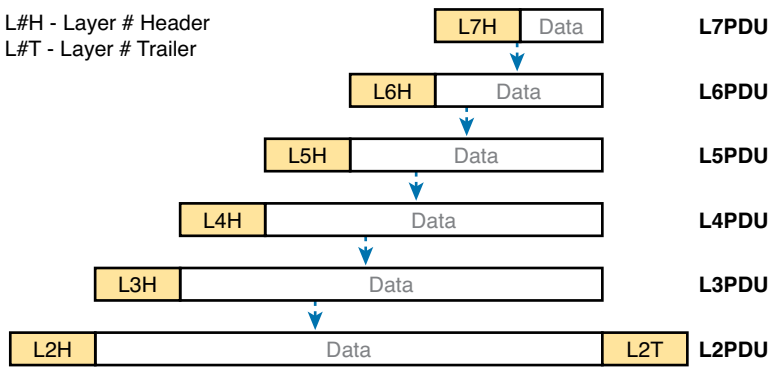 L#H - Layer # Header
L#T - Layer # Trailer
L7H Data L7PDU
L6H Data L6PDU
L5H Data L5PDU
L4H Data L4PDU
L3H Data L3PDU
L2H Data L2T L2PDU